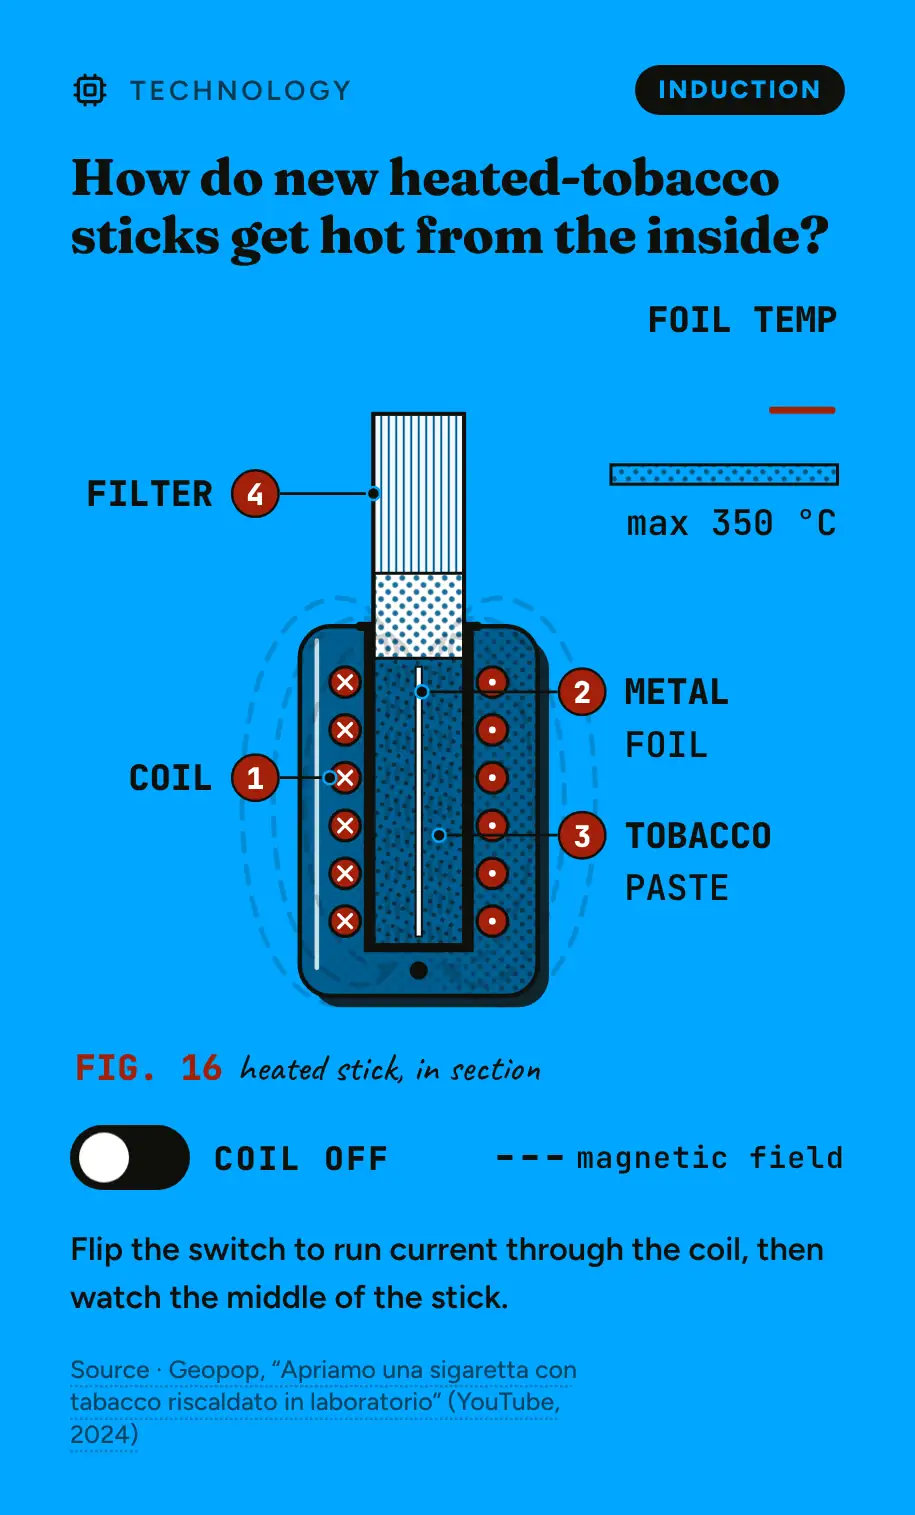 TECHNOLOGY
INDUCTION
How do new heated-tobacco
sticks get hot from the inside?
FOIL TEMP
max 350 °C
FILTER 4
2 METAL
FOIL
COIL 1
3 TOBACCO
PASTE
FIG. 16 heated stick, in section
COIL OFF
magnetic field
Flip the switch to run current through the coil, then
watch the middle of the stick.
Source · Geopop, “Apriamo una sigaretta con
tabacco riscaldato in laboratorio” (YouTube,
2024)